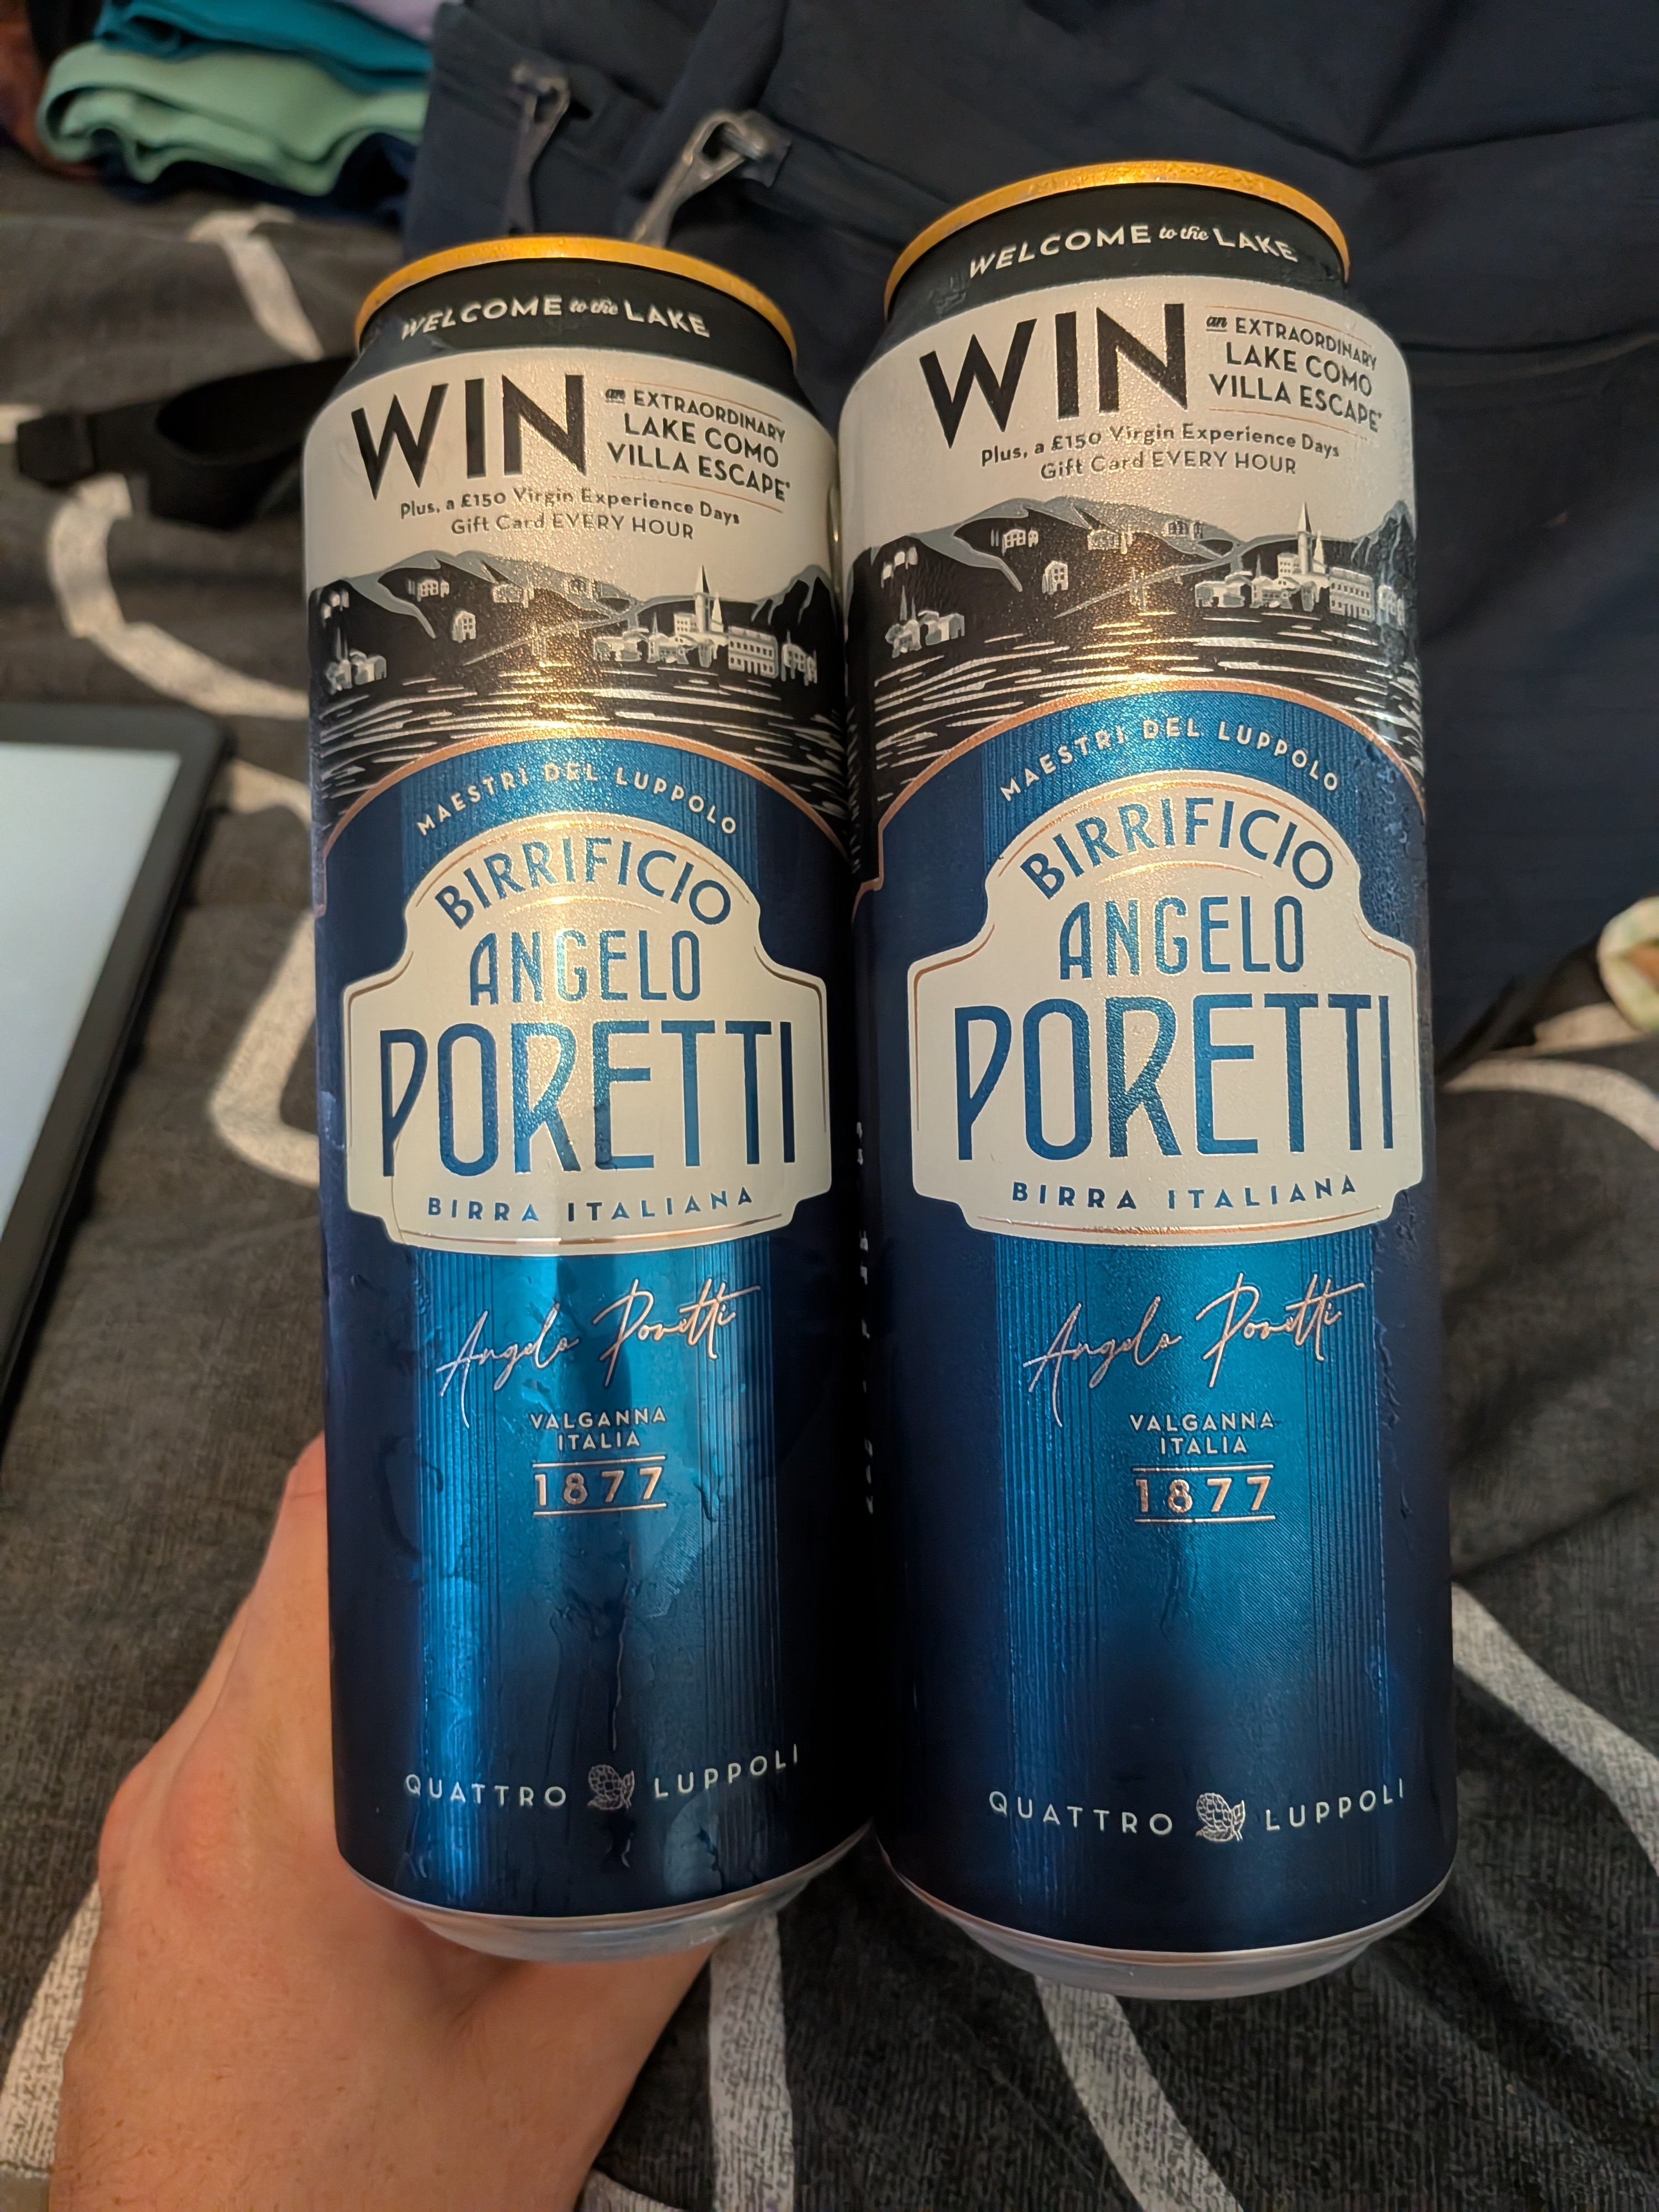 WELCOME to the LAKE
WIN an EXTRAORDINARY
LAKE COMO
VILLA ESCAPE*
Plus, a £150 Virgin Experience Days
Gift Card EVERY HOUR
MAESTRI DEL LUPPOLO
BIRRIFICIO
ANGELO
PORETTI
BIRRA ITALIANA
Angelo Poretti
VALGANNA
ITALIA
1877
QUATTRO LUPPOLI
WELCOME to the LAKE
WIN an EXTRAORDINARY
LAKE COMO
VILLA ESCAPE*
Plus, a £150 Virgin Experience Days
Gift Card EVERY HOUR
MAESTRI DEL LUPPOLO
BIRRIFICIO
ANGELO
PORETTI
BIRRA ITALIANA
Angelo Poretti
VALGANNA
ITALIA
1877
QUATTRO LUPPOLI